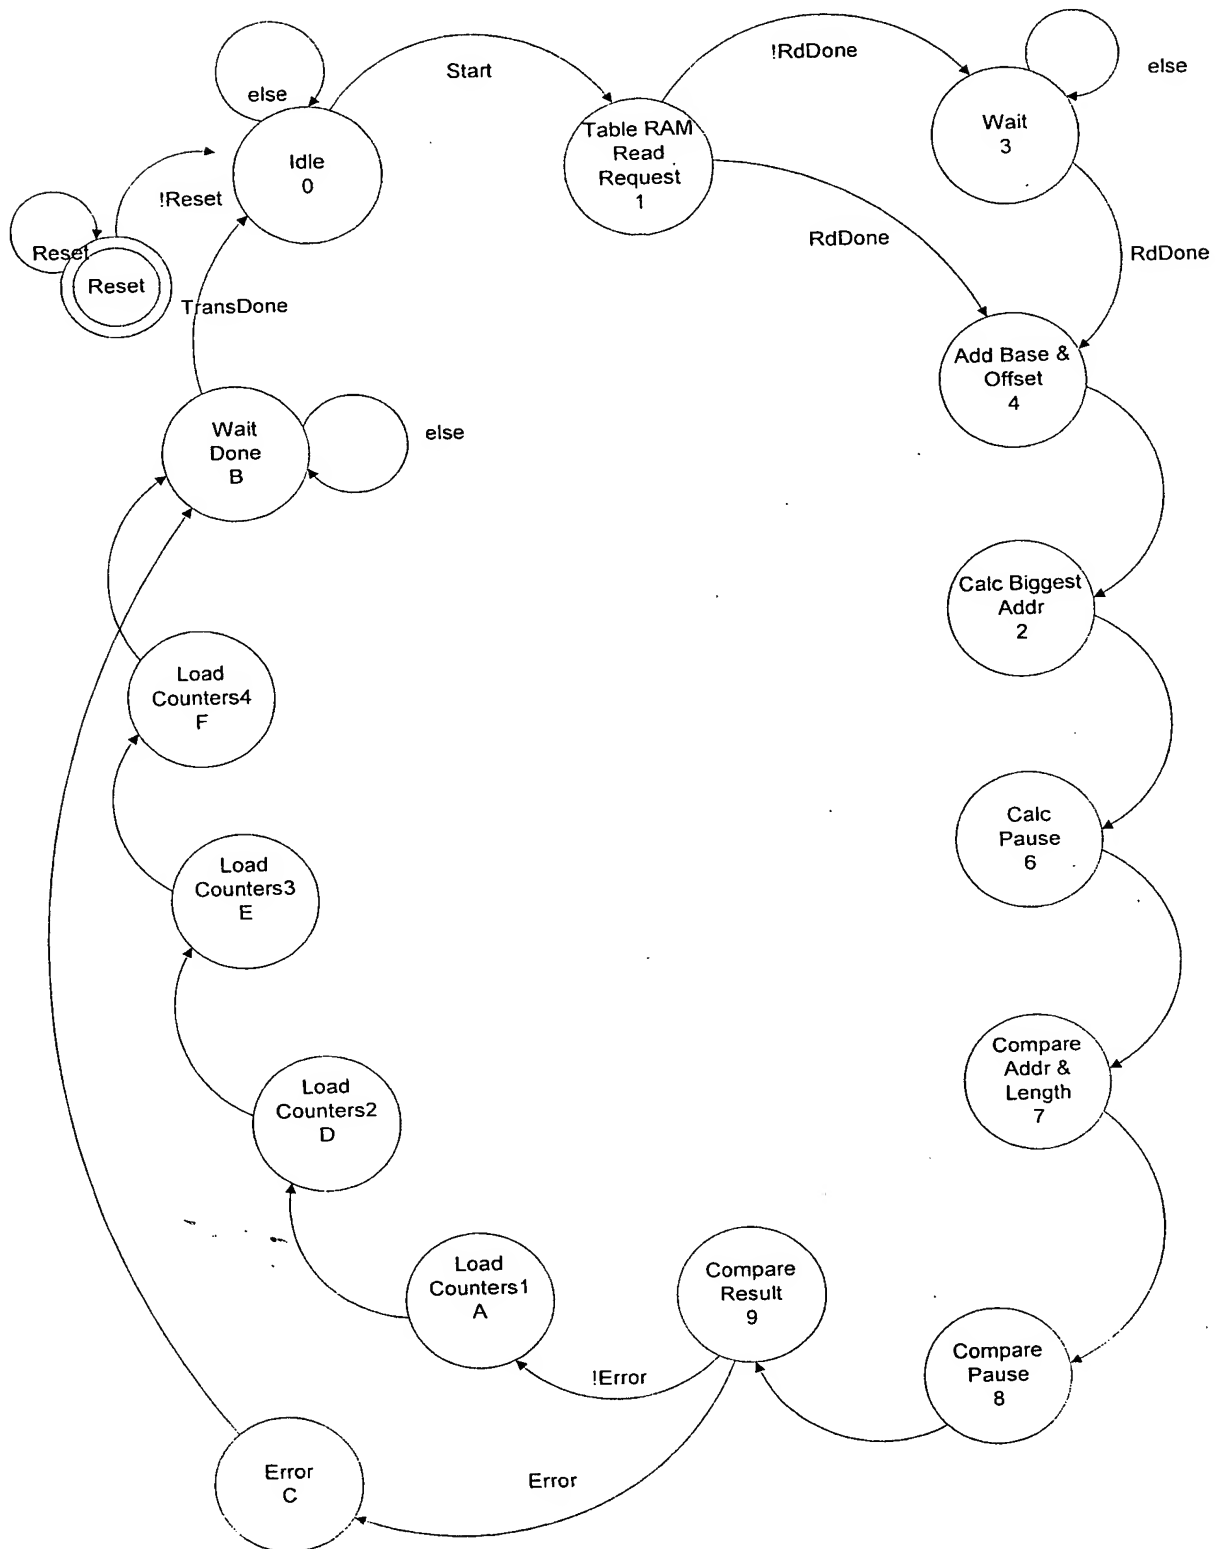 else
Start
!RdDone
else
Idle
0
Table RAM
Read
Request
1
Wait
3
!Reset
Reset
Reset
RdDone
RdDone
TransDone
Add Base &
Offset
4
Wait
Done
B
else
Calc Biggest
Addr
2
Load
Counters4
F
Calc
Pause
6
Load
Counters3
E
Compare
Addr &
Length
7
Load
Counters2
D
Load
Counters1
A
Compare
Result
9
Compare
Pause
8
!Error
Error
C
Error